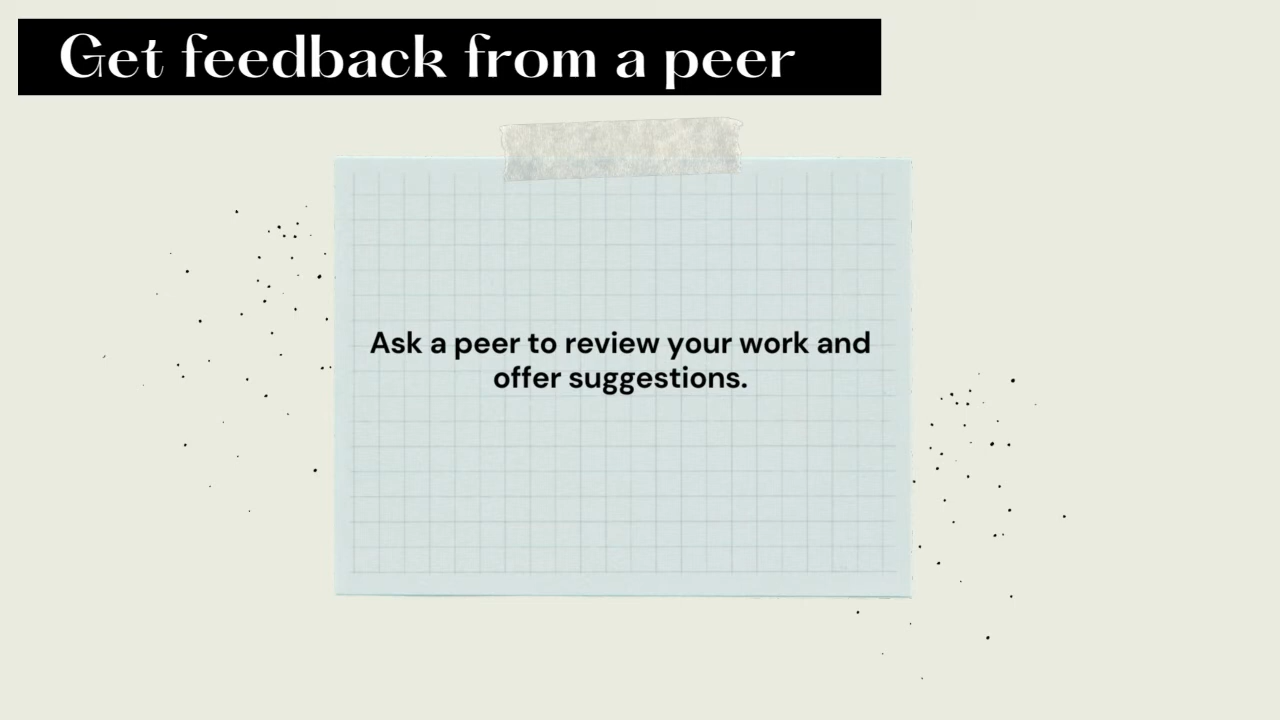 Get feedback from a peer
Ask a peer to review your work and
offer suggestions.